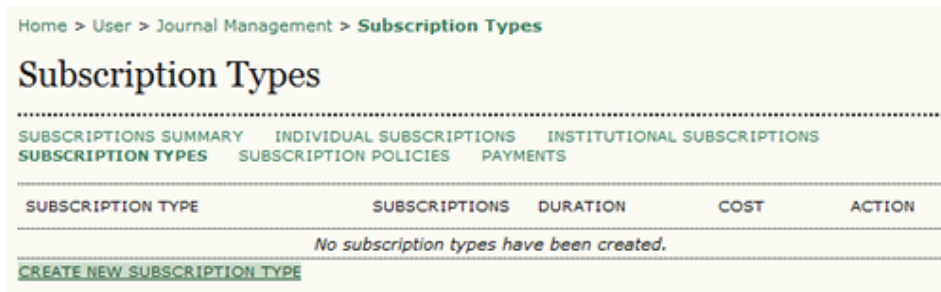 Home > User > Journal Management > Subscription Types
Subscription Types
SUBSCRIPTIONS SUMMARY INDIVIDUAL SUBSCRIPTIONS INSTITUTIONAL SUBSCRIPTIONS
SUBSCRIPTION TYPES SUBSCRIPTION POLICIES PAYMENTS
SUBSCRIPTION TYPE SUBSCRIPTIONS DURATION COST ACTION
No subscription types have been created.
CREATE NEW SUBSCRIPTION TYPE